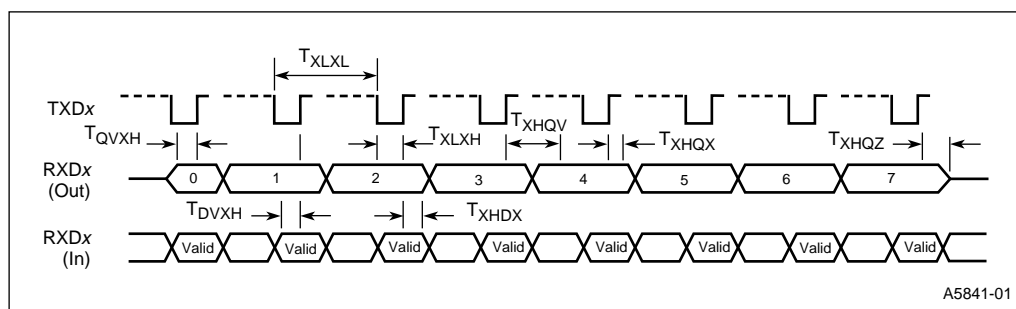 TXLXL
TXDx
TQVXH
TXLXH
TXHQV
TXHQX
TXHQZ
RXDx
(Out)
0 1 2 3 4 5 6 7
TDVXH
TXHDX
RXDx
(In)
Valid Valid Valid Valid Valid Valid Valid Valid
A5841-01